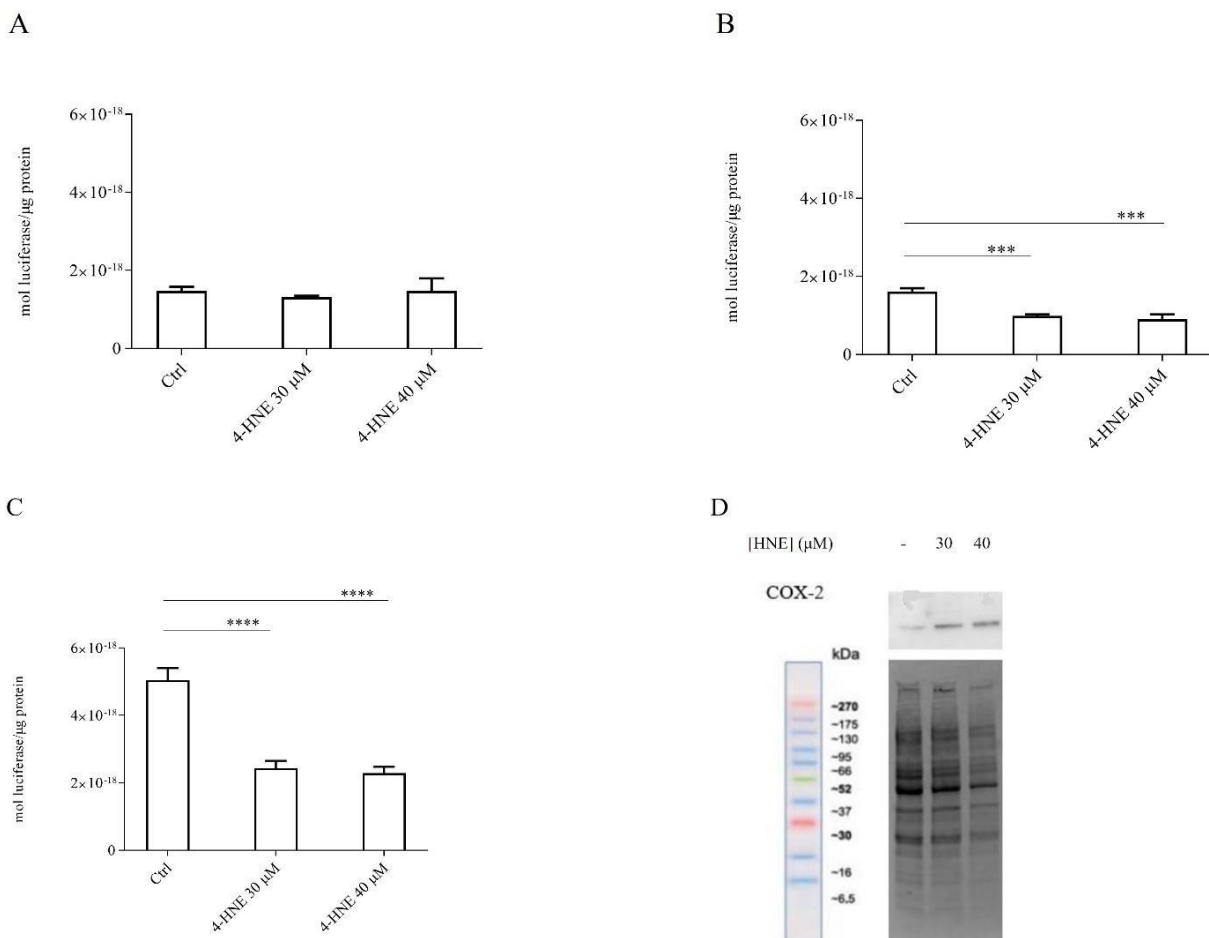 A
mol luciferase/μg protein
6×10⁻¹⁸
4×10⁻¹⁸
2×10⁻¹⁸
0
Ctrl
4-HNE 30 μM
4-HNE 40 μM
B
mol luciferase/μg protein
6×10⁻¹⁸
4×10⁻¹⁸
2×10⁻¹⁸
0
***
***
Ctrl
4-HNE 30 μM
4-HNE 40 μM
C
mol luciferase/μg protein
****
****
6×10⁻¹⁸
4×10⁻¹⁸
2×10⁻¹⁸
0
Ctrl
4-HNE 30 μM
4-HNE 40 μM
D
[HNE] (μM) - 30 40
COX-2
kDa
~270
~175
~130
~95
~66
~52
~37
~30
~16
~6.5